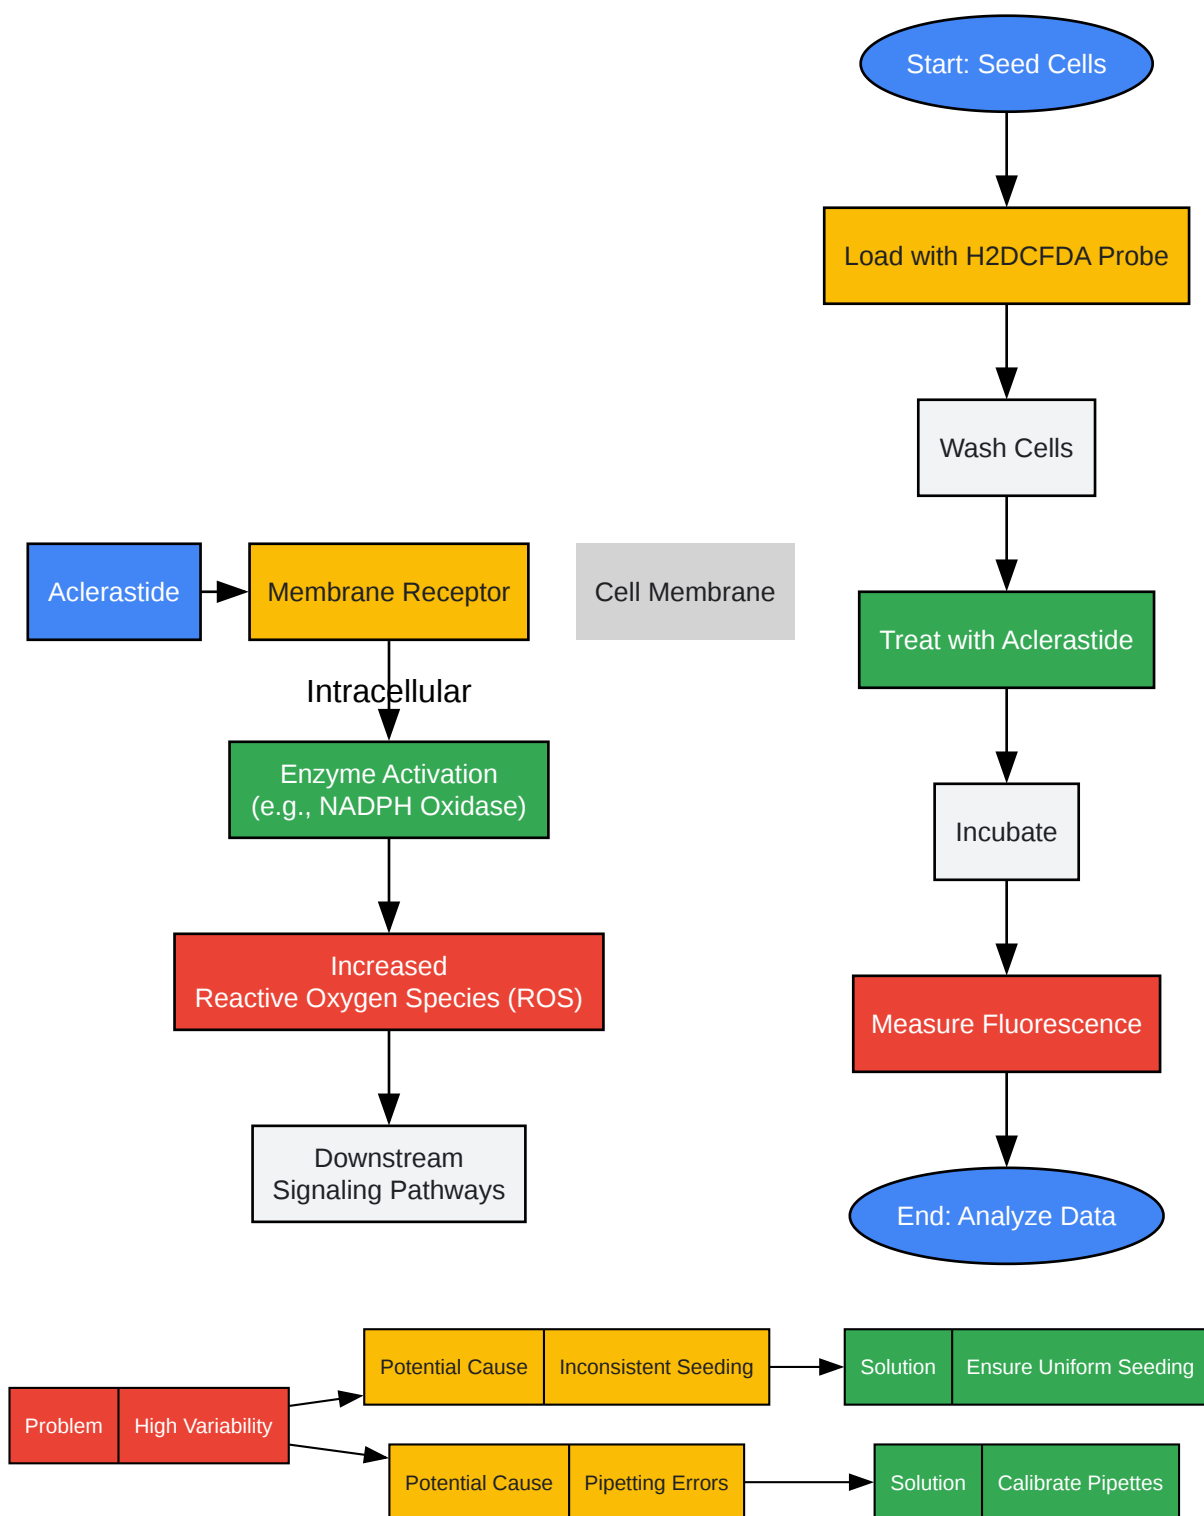 Start: Seed Cells
Load with H2DCFDA Probe
Wash Cells
Treat with Aclerastide
Incubate
Measure Fluorescence
End: Analyze Data
Aclerastide
Membrane Receptor
Cell Membrane
Intracellular
Enzyme Activation
(e.g., NADPH Oxidase)
Increased
Reactive Oxygen Species (ROS)
Downstream
Signaling Pathways
Problem
High Variability
Potential Cause
Inconsistent Seeding
Solution
Ensure Uniform Seeding
Potential Cause
Pipetting Errors
Solution
Calibrate Pipettes